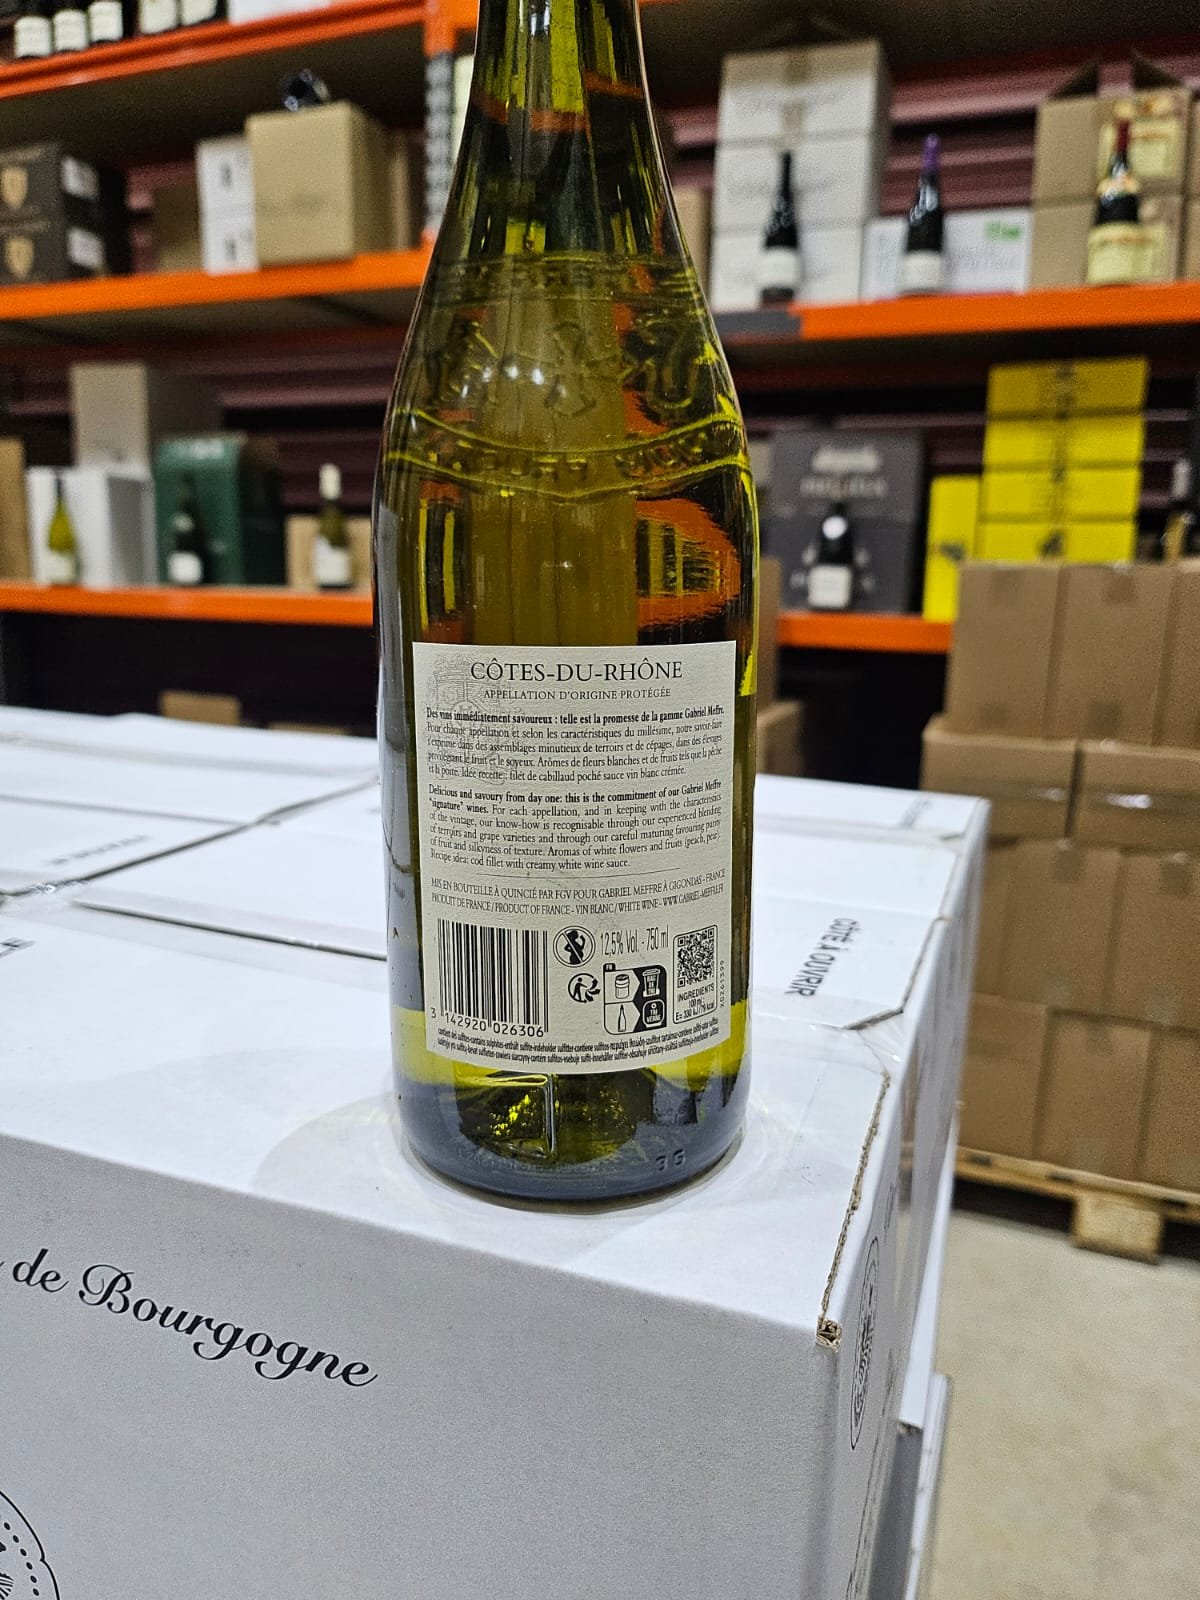 CÔTES-DU-RHÔNE
APPELLATION D'ORIGINE PROTÉGÉE
Des vins immédiatement savoureux : telle est la promesse de la gamme Gabriel Meffre.
Pour chaque appellation et selon les caractéristiques du millésime, notre savoir-faire
s'exprime dans des assemblages minutieux de terroirs et de cépages, dans des élevages
privilégiant le fruit et le soyeux. Arômes de fleurs blanches et de fruits tels que la pêche
et la poire. Idée recette : filet de cabillaud poché sauce vin blanc crémée.
Delicious and savoury from day one: this is the commitment of our Gabriel Meffre
"signature" wines. For each appellation, and in keeping with the characteristics
of the vintage, our know-how is recognisable through our experienced blending
of terroirs and grape varieties and through our careful maturing favouring purity
of fruit and silkyness of texture. Aromas of white flowers and fruits (peach, pear).
Recipe idea: cod fillet with creamy white wine sauce.
MIS EN BOUTEILLE À QUINCIÉ PAR FGV POUR GABRIEL MEFFRE À GIGONDAS - FRANCE
PRODUIT DE FRANCE / PRODUCT OF FRANCE - VIN BLANC / WHITE WINE - WWW.GABRIEL-MEFFRE.FR
12,5% Vol. - 750 ml
FR
INGREDIENTS
100 ml :
E= 330 kJ/79 kcal
3 142920 026306
3G
CÔTÉ À OUVRIR
de Bourgogne